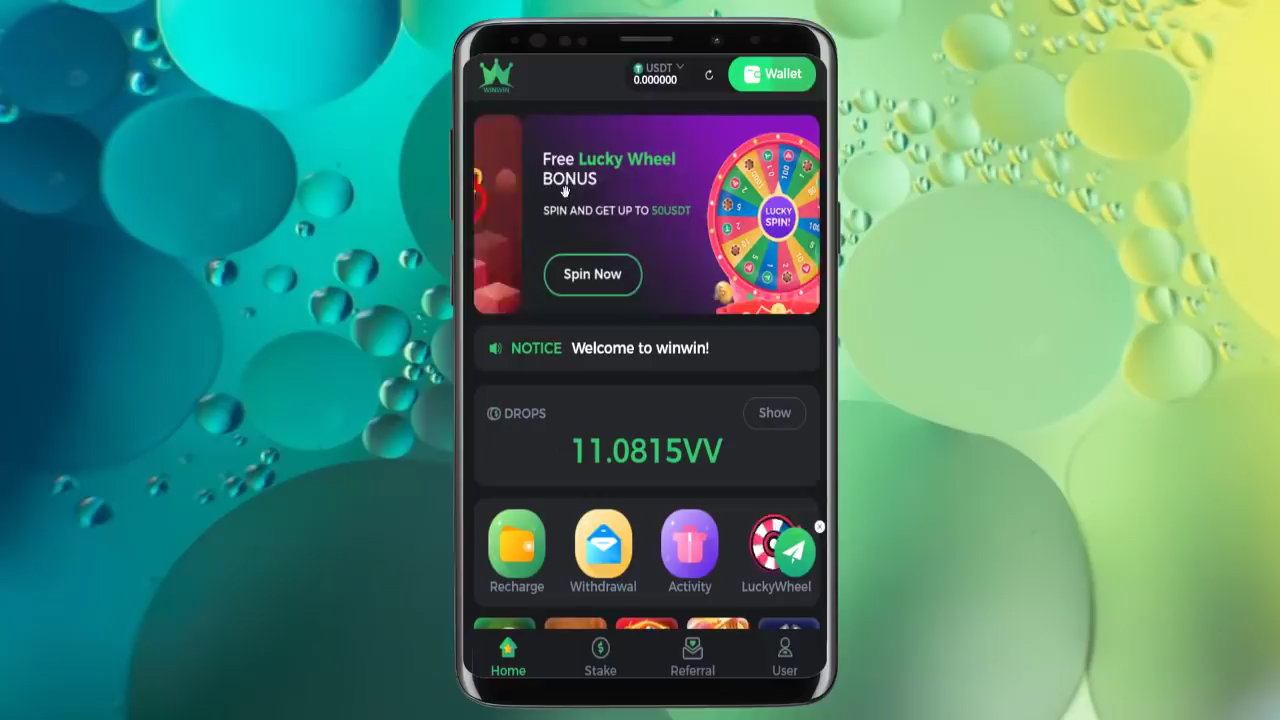 WINWIN
USDT
0.000000
Wallet
Free Lucky Wheel
BONUS
SPIN AND GET UP TO 50USDT
LUCKY
SPIN!
Spin Now
NOTICE Welcome to winwin!
DROPS
Show
11.0815VV
Recharge
Withdrawal
Activity
LuckyWheel
Home
Stake
Referral
User